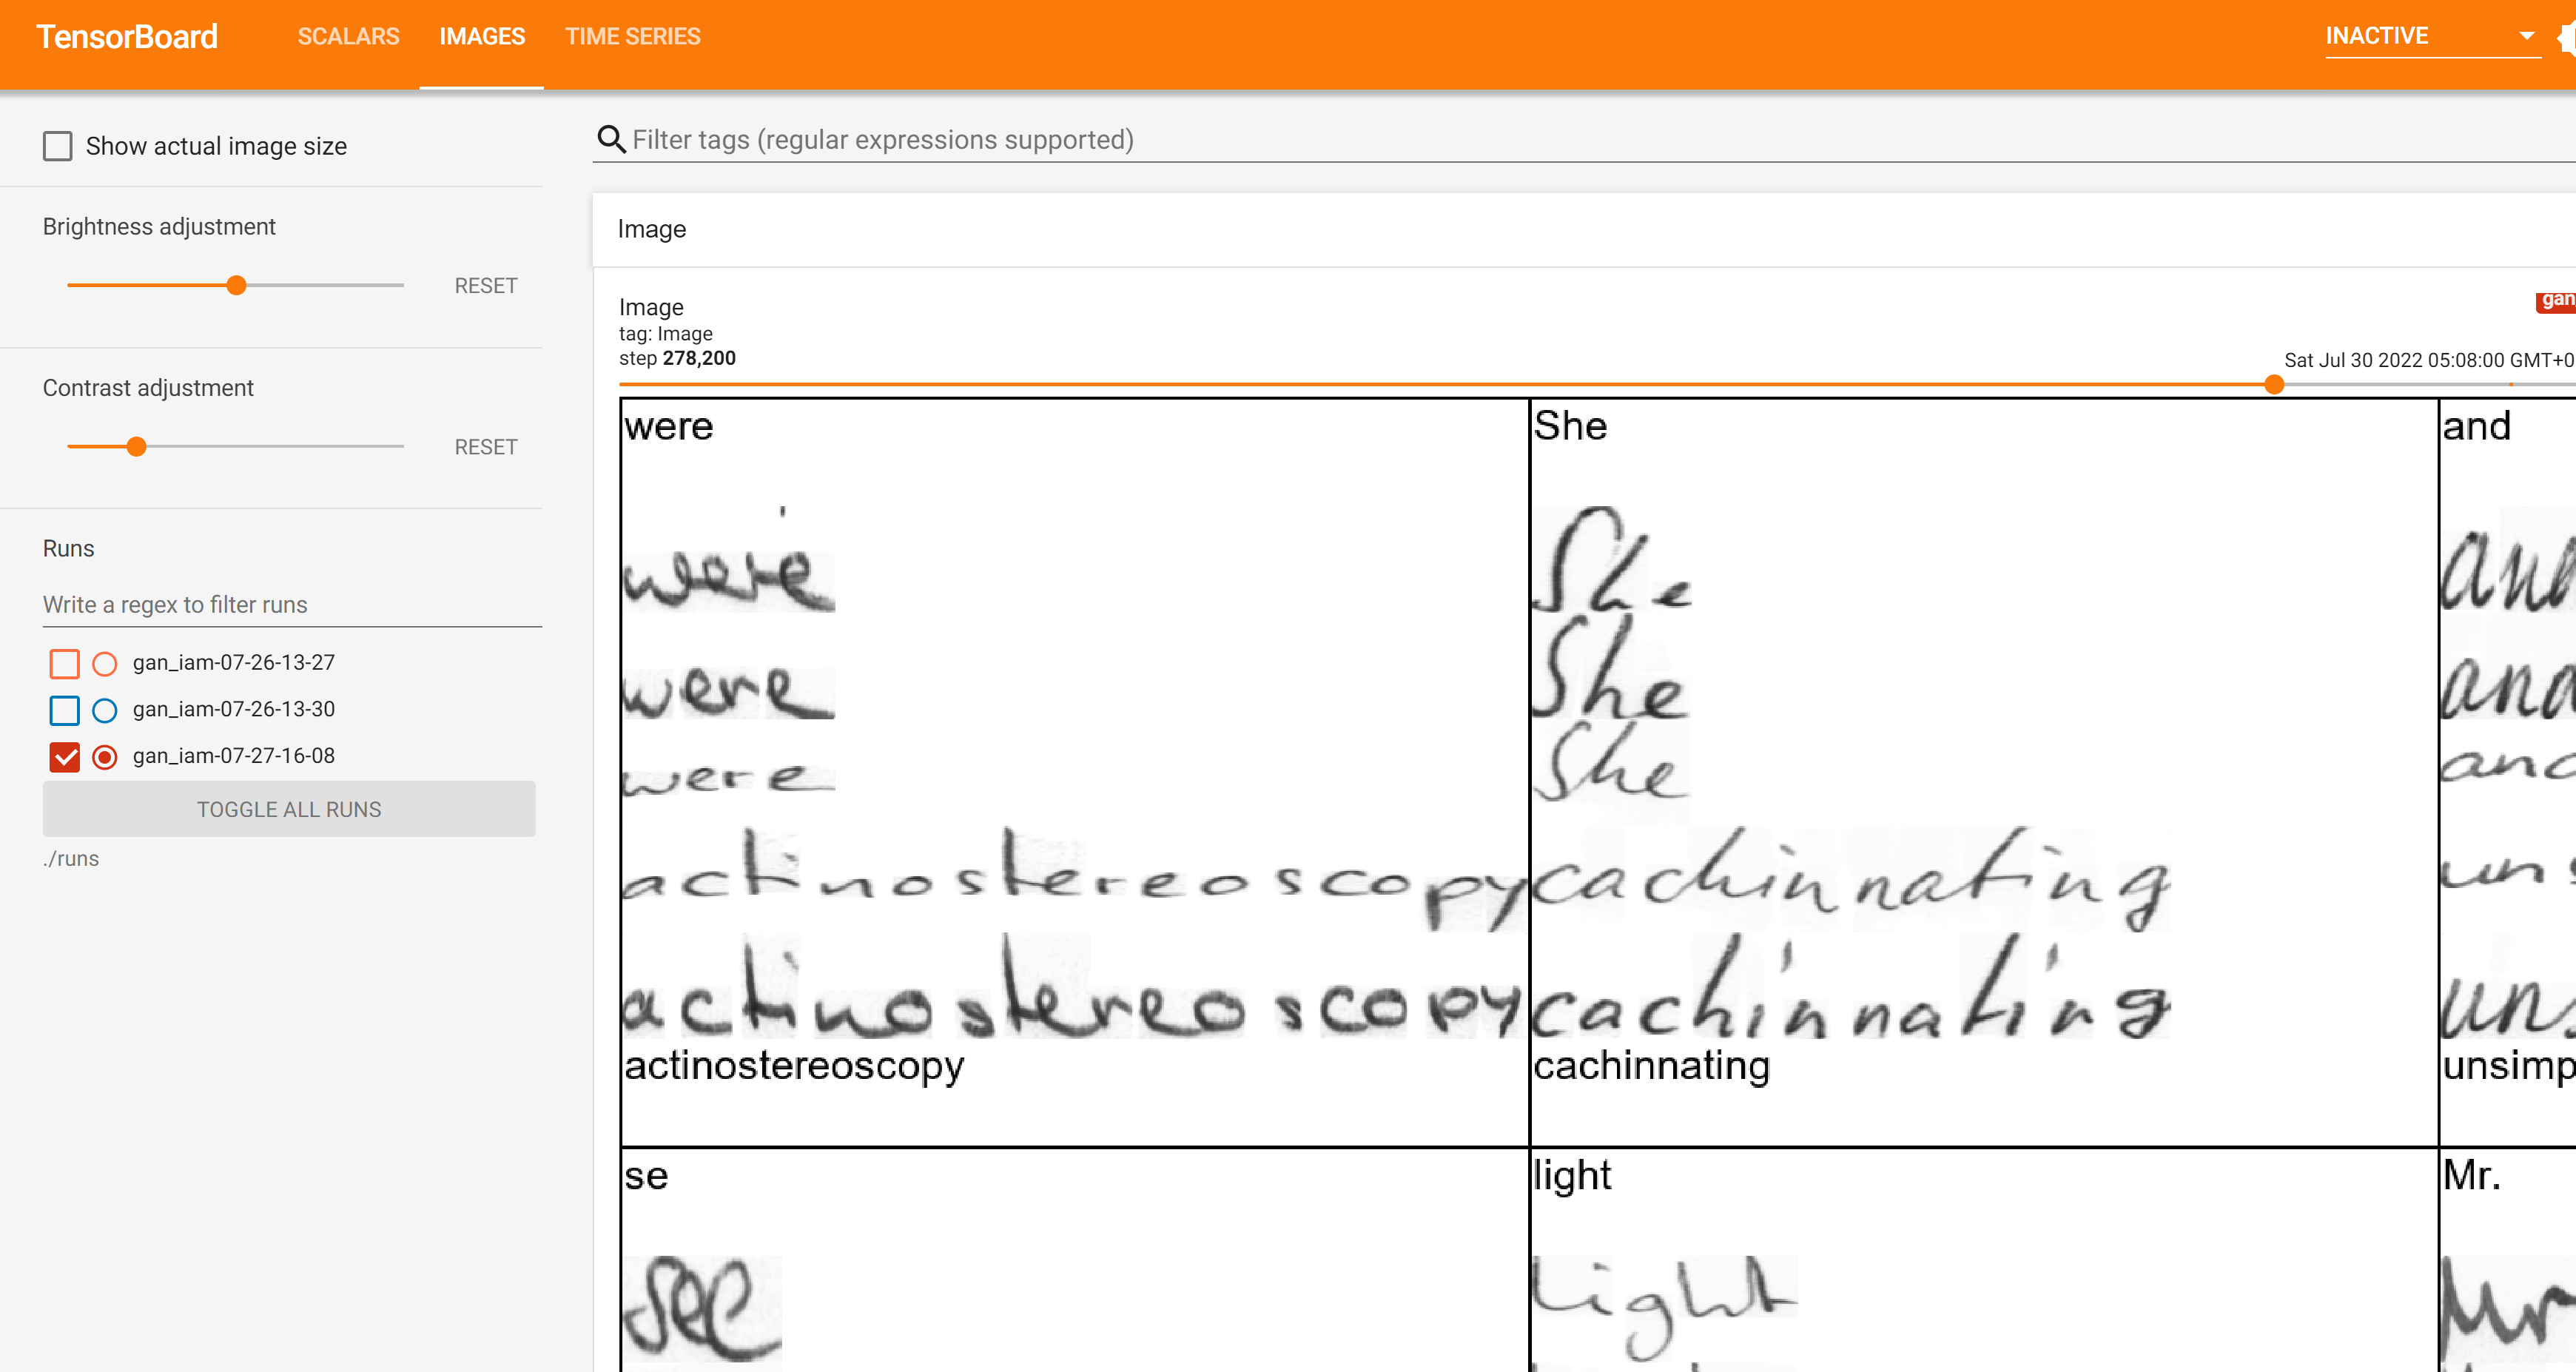 TensorBoard SCALARS IMAGES TIME SERIES INACTIVE
Show actual image size
Brightness adjustment
RESET
Contrast adjustment
RESET
Runs
Write a regex to filter runs
gan_iam-07-26-13-27
gan_iam-07-26-13-30
gan_iam-07-27-16-08
TOGGLE ALL RUNS
./runs
Filter tags (regular expressions supported)
Image
Image
gan
tag: Image
step 278,200
Sat Jul 30 2022 05:08:00 GMT+0
were
were
were
were
actinostereoscopy
actinostereoscopy
actinostereoscopy
She
She
She
She
cachinnating
cachinnating
cachinnating
and
and
and
and
uns
uns
unsimp
se
see
light
light
Mr.
Mr